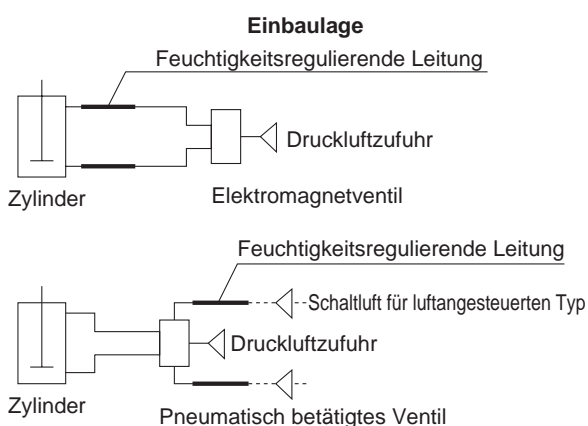 Einbaulage
Feuchtigkeitsregulierende Leitung
Druckluftzufuhr
Zylinder
Elektromagnetventil
Feuchtigkeitsregulierende Leitung
Schaltluft für luftangesteuerten Typ
Druckluftzufuhr
Zylinder
Pneumatisch betätigtes Ventil